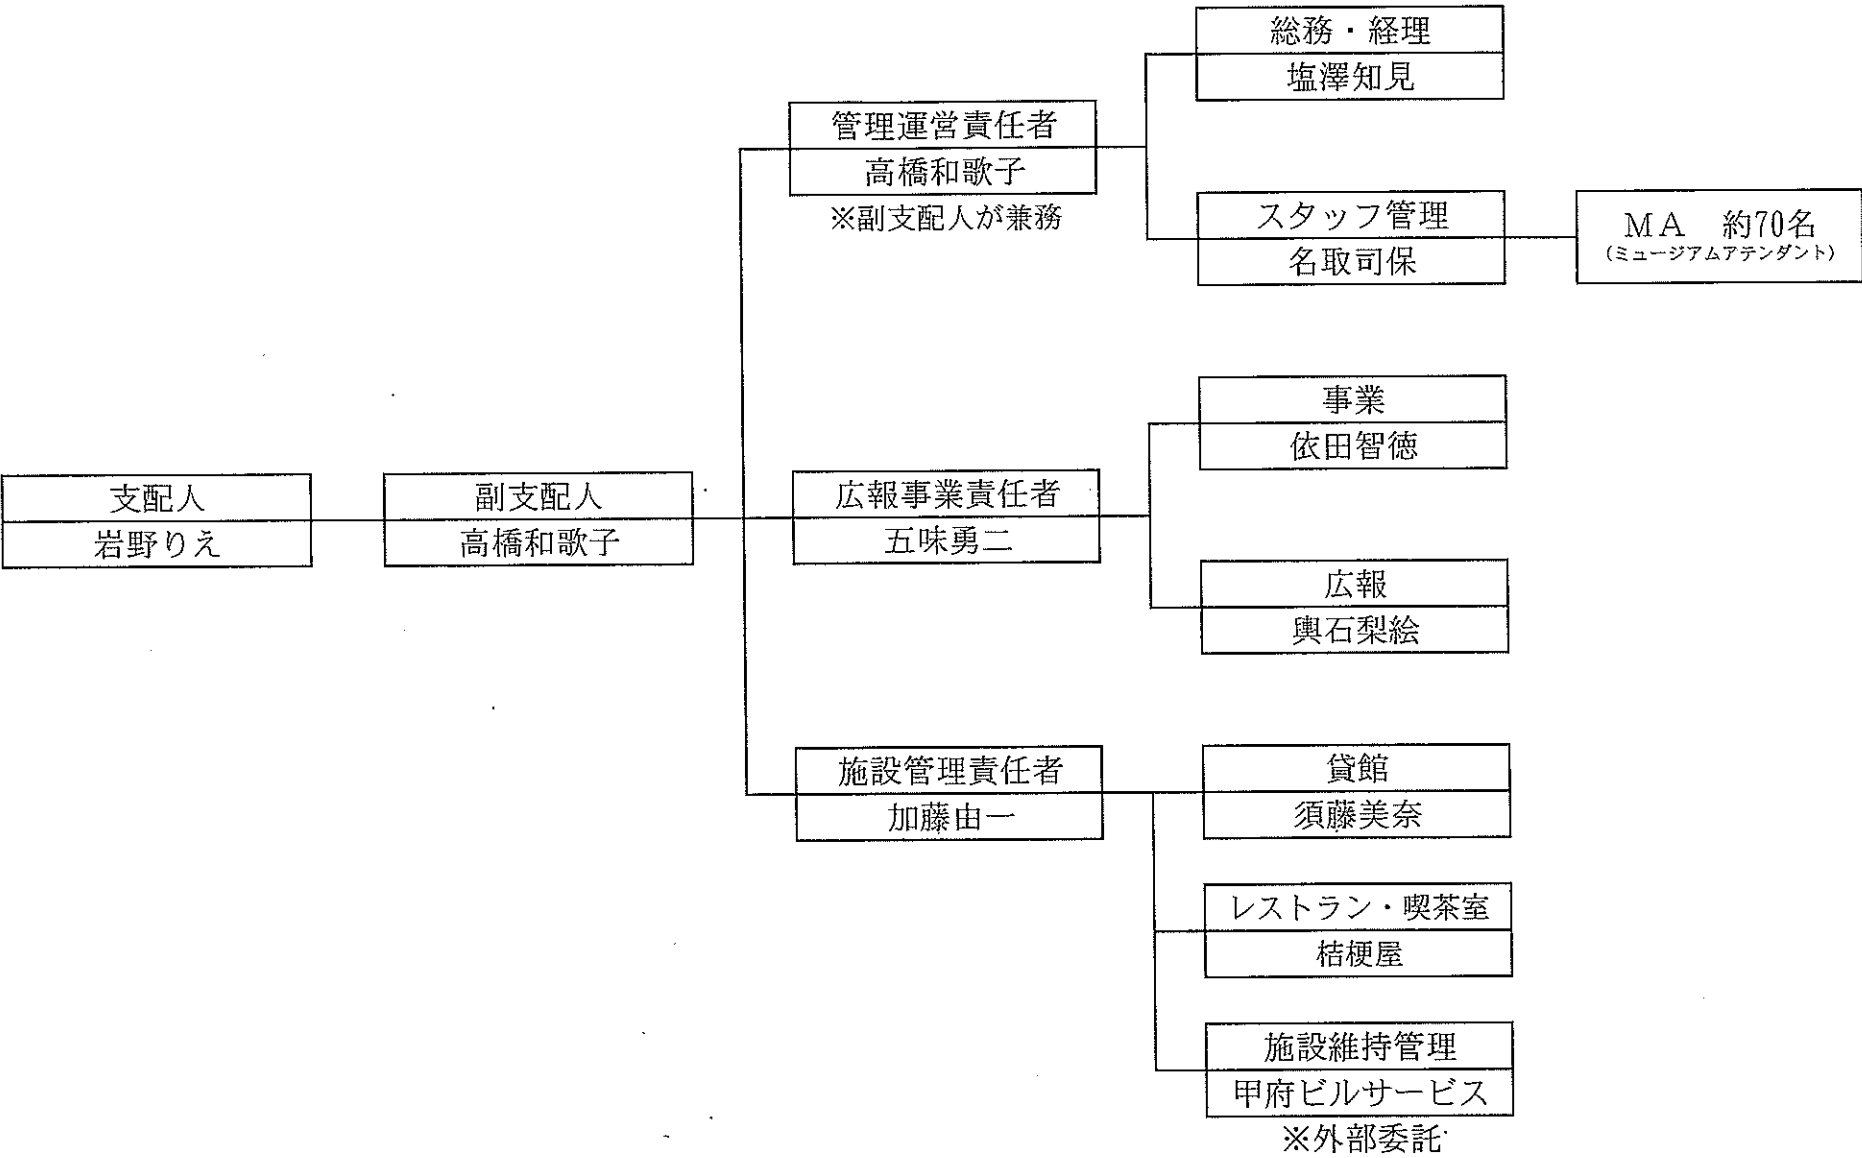 総務・経理
塩澤知見
管理運営責任者
高橋和歌子
※副支配人が兼務
スタッフ管理
名取司保
MA 約70名
(ミュージアムアテンダント)
事業
依田智徳
支配人
岩野りえ
副支配人
高橋和歌子
広報事業責任者
五味勇二
広報
輿石梨絵
施設管理責任者
加藤由一
貸館
須藤美奈
レストラン・喫茶室
桔梗屋
施設維持管理
甲府ビルサービス
※外部委託